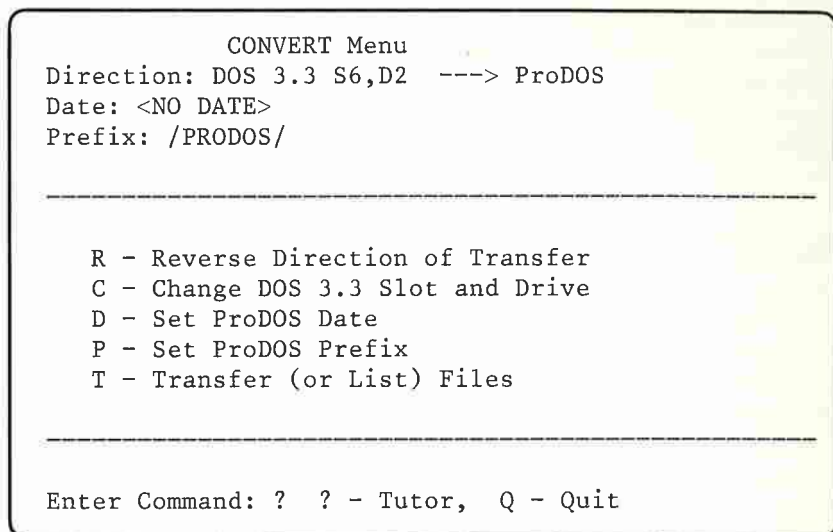 CONVERT Menu
Direction: DOS 3.3 S6,D2 ---> ProDOS
Date: <NO DATE>
Prefix: /PRODOS/
R - Reverse Direction of Transfer
C - Change DOS 3.3 Slot and Drive
D - Set ProDOS Date
P - Set ProDOS Prefix
T - Transfer (or List) Files
Enter Command: ? ? - Tutor, Q - Quit